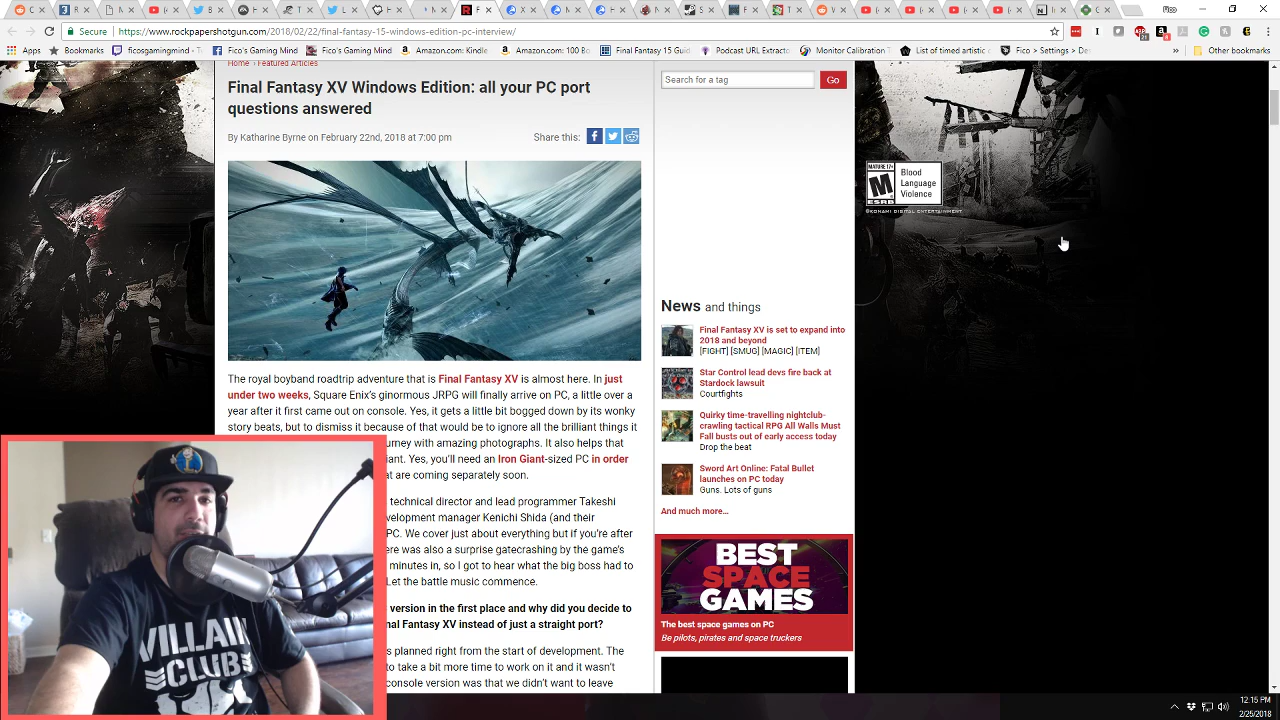 Secure
https://www.rockpapershotgun.com/2018/02/22/final-fantasy-15-windows-edition-pc-interview/
Apps
Bookmarks
ficosgamingmind - T
Fico's Gaming Mind
Fico's Gaming Mind
Amazon.com
Amazon.com: 100 Bo
Final Fantasy 15 Guid
Podcast URL Extracto
Monitor Calibration
List of timed artistic c
Fico > Settings > De
Other bookmarks
Home › Featured Articles
Final Fantasy XV Windows Edition: all your PC port
questions answered
By Katharine Byrne on February 22nd, 2018 at 7:00 pm
Share this:
The royal boyband roadtrip adventure that is Final Fantasy XV is almost here. In just
under two weeks, Square Enix's ginormous JRPG will finally arrive on PC, a little over a
year after it first came out on console. Yes, it gets a little bit bogged down by its wonky
story beats, but to dismiss it because of that would be to ignore all the brilliant things it
urney with amazing photographs. It also helps that
ant. Yes, you'll need an Iron Giant-sized PC in order
at are coming separately soon.
technical director and lead programmer Takeshi
velopment manager Kenichi Shida (and their
PC. We cover just about everything but if you're after
ere was also a surprise gatecrashing by the game's
minutes in, so I got to hear what the big boss had to
Let the battle music commence.
version in the first place and why did you decide to
nal Fantasy XV instead of just a straight port?
s planned right from the start of development. The
to take a bit more time to work on it and it wasn't
console version was that we didn't want to leave
Search for a tag
Go
News and things
Final Fantasy XV is set to expand into
2018 and beyond
[FIGHT] [SMUG] [MAGIC] [ITEM]
Star Control lead devs fire back at
Stardock lawsuit
Courtfights
Quirky time-travelling nightclub-
crawling tactical RPG All Walls Must
Fall busts out of early access today
Drop the beat
Sword Art Online: Fatal Bullet
launches on PC today
Guns. Lots of guns
And much more...
BEST
SPACE
GAMES
The best space games on PC
Be pilots, pirates and space truckers
MATURE 17+
M
ESRB
Blood
Language
Violence
©KONAMI DIGITAL ENTERTAINMENT
VILLAIN
CLUB
12:15 PM
2/25/2018